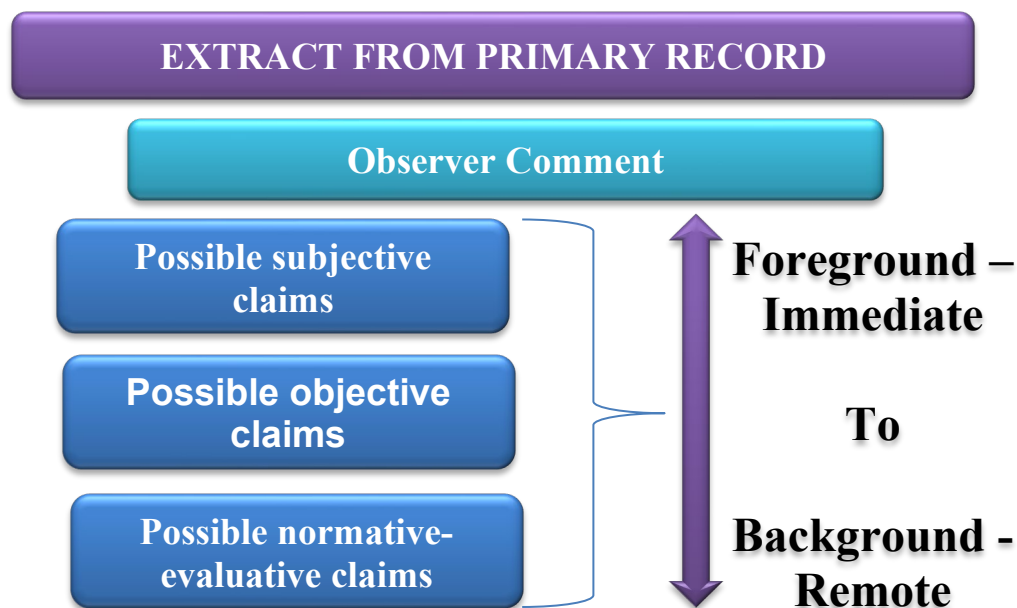 EXTRACT FROM PRIMARY RECORD
Observer Comment
Possible subjective
claims
Possible objective
claims
Possible normative-
evaluative claims
Foreground –
Immediate
To
Background -
Remote